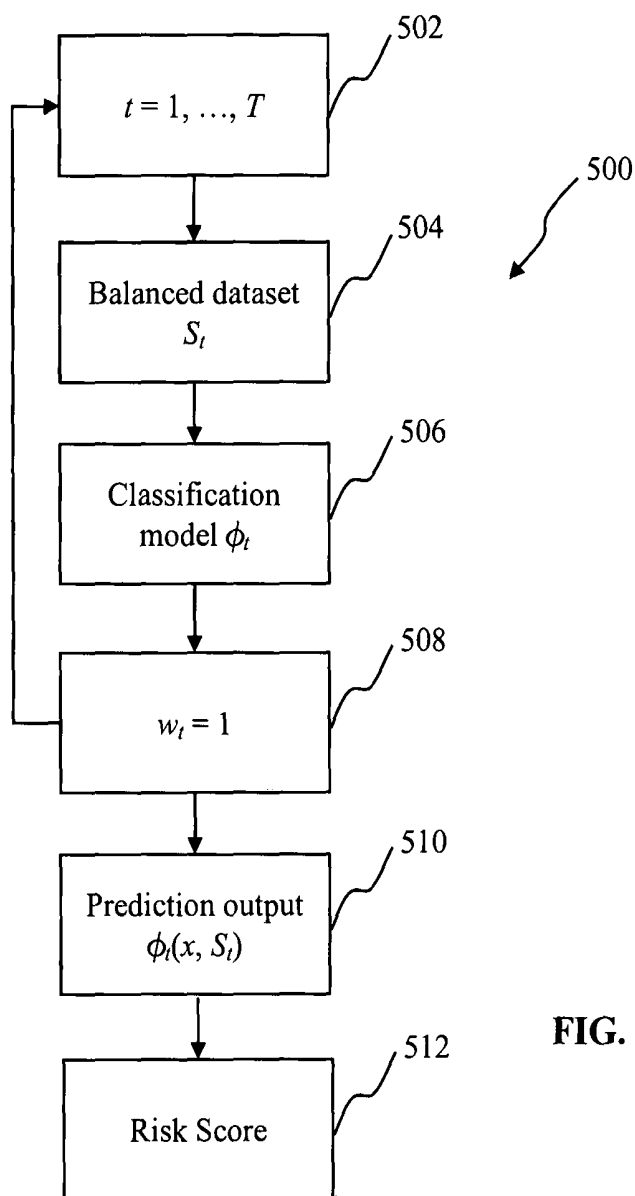 502
t = 1, ..., T
500
504
Balanced dataset
S_t
506
Classification
model ϕ_t
508
w_t = 1
510
Prediction output
ϕ_t(x, S_t)
FIG.
512
Risk Score